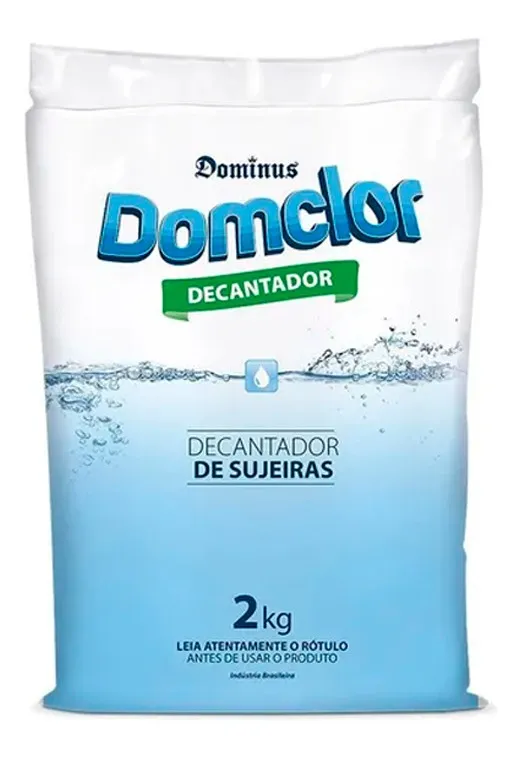 Dominus
Domclor
DECANTADOR
DECANTADOR
DE SUJEIRAS
2kg
LEIA ATENTAMENTE O RÓTULO
ANTES DE USAR O PRODUTO
Indústria Brasileira